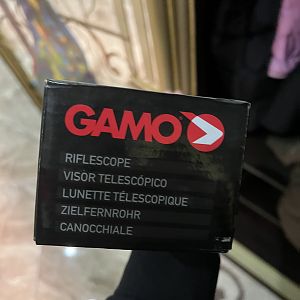 GAMO
RIFLESCOPE
VISOR TELESCÓPICO
LUNETTE TÉLESCOPIQUE
ZIELFERNROHR
CANOCCHIALE